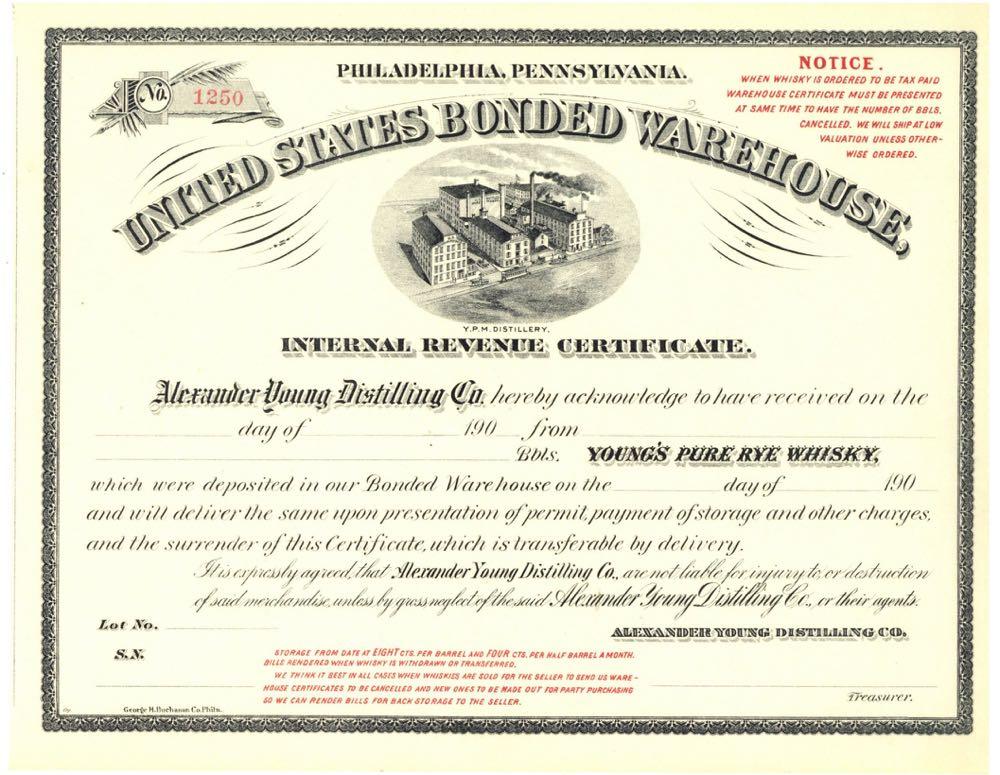 No. 1250
PHILADELPHIA, PENNSYLVANIA.
NOTICE.
WHEN WHISKY IS ORDERED TO BE TAX PAID
WAREHOUSE CERTIFICATE MUST BE PRESENTED
AT SAME TIME TO HAVE THE NUMBER OF BBLS.
CANCELLED. WE WILL SHIP AT LOW
VALUATION UNLESS OTHER-
WISE ORDERED.
UNITED STATES BONDED WAREHOUSE,
Y.P.M. DISTILLERY.
INTERNAL REVENUE CERTIFICATE.
Alexander Young Distilling Co. hereby acknowledge to have received on the
day of 190 from
Bbls. YOUNG'S PURE RYE WHISKY,
which were deposited in our Bonded Warehouse on the day of 190
and will deliver the same upon presentation of permit, payment of storage and other charges,
and the surrender of this Certificate, which is transferable by delivery.
It is expressly agreed, that Alexander Young Distilling Co., are not liable for injury to, or destruction
of said merchandise, unless by gross neglect of the said Alexander Young Distilling Co., or their agents.
Lot No.
ALEXANDER YOUNG DISTILLING CO.
S.N.
STORAGE FROM DATE AT EIGHT CTS. PER BARREL AND FOUR CTS. PER HALF BARREL A MONTH.
BILLS RENDERED WHEN WHISKY IS WITHDRAWN OR TRANSFERRED.
WE THINK IT BEST IN ALL CASES WHEN WHISKIES ARE SOLD FOR THE SELLER TO SEND US WARE-
HOUSE CERTIFICATES TO BE CANCELLED AND NEW ONES TO BE MADE OUT FOR PARTY PURCHASING
SO WE CAN RENDER BILLS FOR BACK STORAGE TO THE SELLER.
Treasurer.
George H. Buchanan Co. Phila.